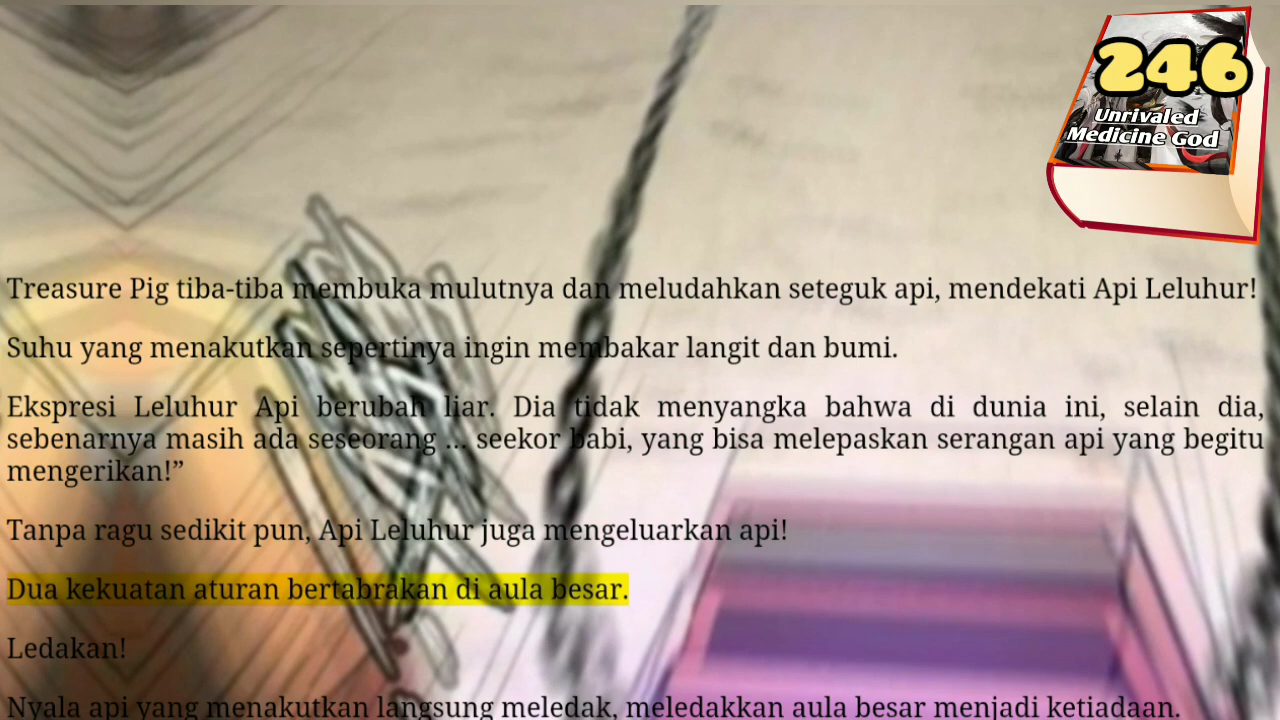 246
Unrivaled
Medicine God
Treasure Pig tiba-tiba membuka mulutnya dan meludahkan seteguk api, mendekati Api Leluhur!
Suhu yang menakutkan sepertinya ingin membakar langit dan bumi.
Ekspresi Leluhur Api berubah liar. Dia tidak menyangka bahwa di dunia ini, selain dia,
sebenarnya masih ada seseorang ... seekor babi, yang bisa melepaskan serangan api yang begitu
mengerikan!”
Tanpa ragu sedikit pun, Api Leluhur juga mengeluarkan api!
Dua kekuatan aturan bertabrakan di aula besar.
Ledakan!
Nyala api yang menakutkan langsung meledak, meledakkan aula besar menjadi ketiadaan.